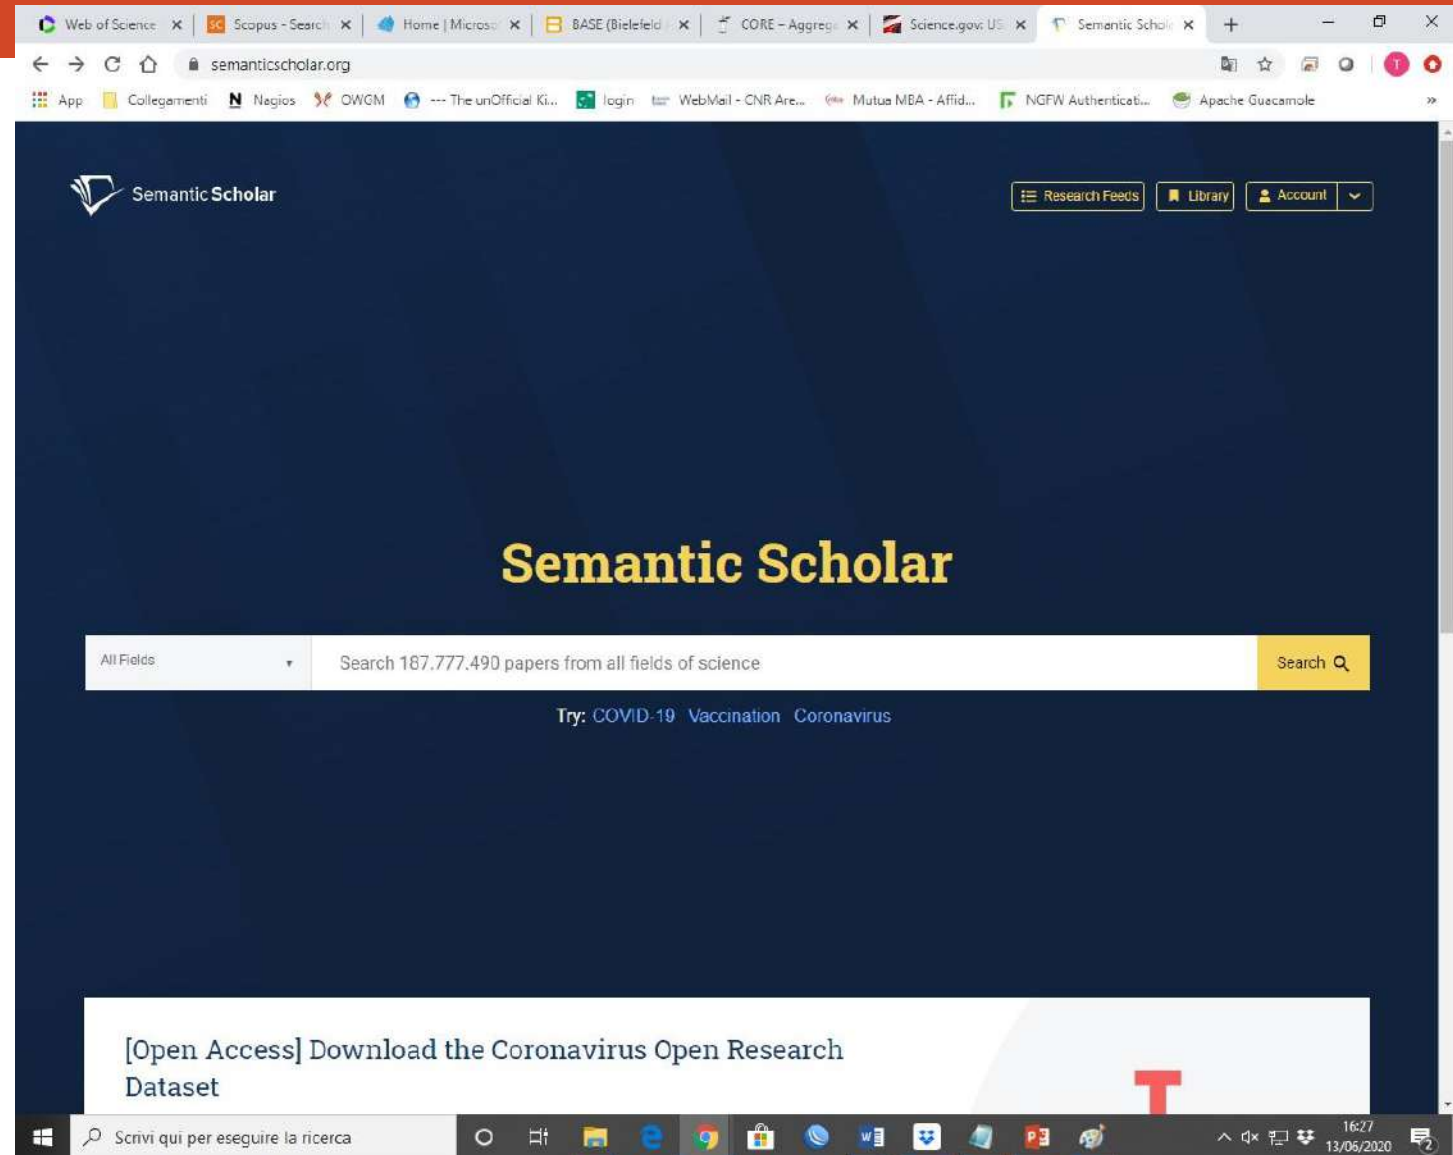 Web of Science
Scopus - Search
Home | Microso
BASE (Bielefeld
CORE – Aggreg
Science.gov: US
Semantic Schol
semanticscholar.org
App
Collegamenti
Nagios
OWGM
--- The unOfficial Ki...
login
WebMail - CNR Are...
Mutua MBA - Affid...
NGFW Authenticati...
Apache Guacamole
»
Semantic Scholar
Research Feeds
Library
Account
Semantic Scholar
All Fields
Search 187.777.490 papers from all fields of science
Search
Try: COVID-19 Vaccination Coronavirus
[Open Access] Download the Coronavirus Open Research
Dataset
Scrivi qui per eseguire la ricerca
16:27
13/06/2020